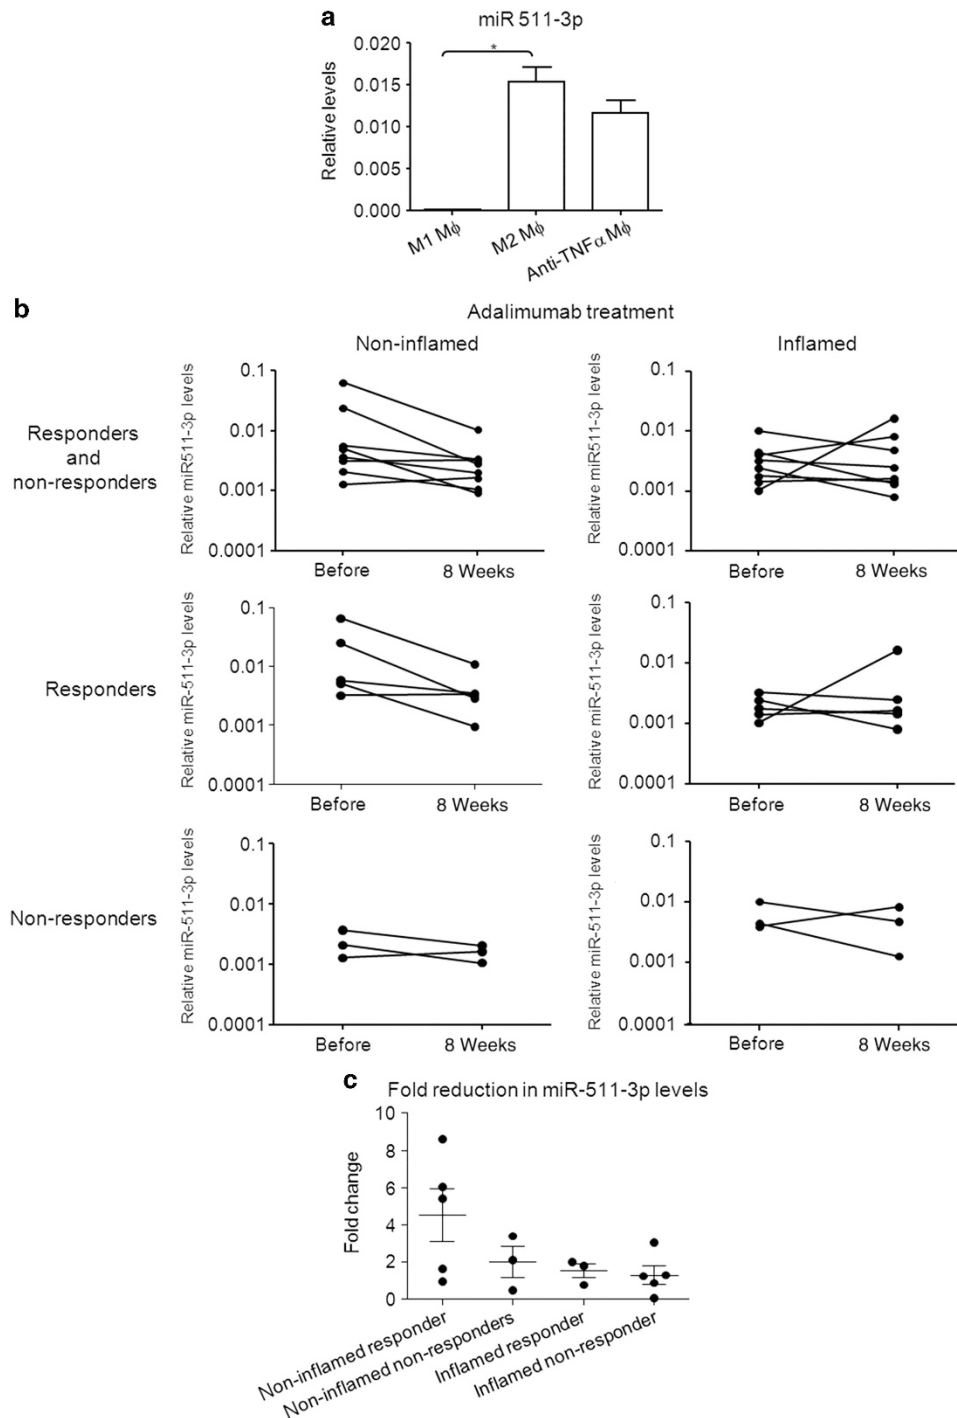 a
miR 511-3p
Relative levels
0.020
0.015
0.010
0.005
0.000
*
M1 Mϕ
M2 Mϕ
Anti-TNFα Mϕ
b
Adalimumab treatment
Non-inflamed
Inflamed
Responders
and
non-responders
Relative miR511-3p levels
0.1
0.01
0.001
0.0001
Before
8 Weeks
Relative miR511-3p levels
0.1
0.01
0.001
0.0001
Before
8 Weeks
Responders
Relative miR-511-3p levels
0.1
0.01
0.001
0.0001
Before
8 Weeks
Relative miR-511-3p levels
0.1
0.01
0.001
0.0001
Before
8 Weeks
Non-responders
Relative miR-511-3p levels
0.1
0.01
0.001
0.0001
Before
8 Weeks
Relative miR-511-3p levels
0.1
0.01
0.001
0.0001
Before
8 Weeks
c
Fold reduction in miR-511-3p levels
Fold change
10
8
6
4
2
0
Non-inflamed responder
Non-inflamed non-responders
Inflamed responder
Inflamed non-responder